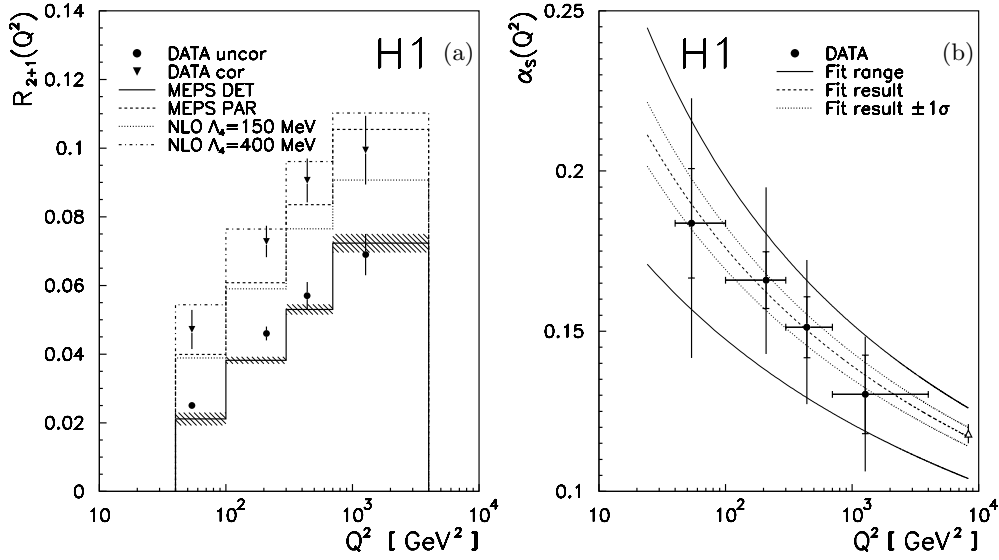 R₂₊₁(Q²)
0.14
0.12
0.1
0.08
0.06
0.04
0.02
0
H1 (a)
DATA uncor
DATA cor
MEPS DET
MEPS PAR
NLO Λ₄=150 MeV
NLO Λ₄=400 MeV
10 10² 10³ 10⁴
Q² [ GeV² ]
αₛ(Q²)
0.25
0.2
0.15
0.1
H1 (b)
DATA
Fit range
Fit result
Fit result ±1σ
10 10² 10³ 10⁴
Q² [ GeV² ]